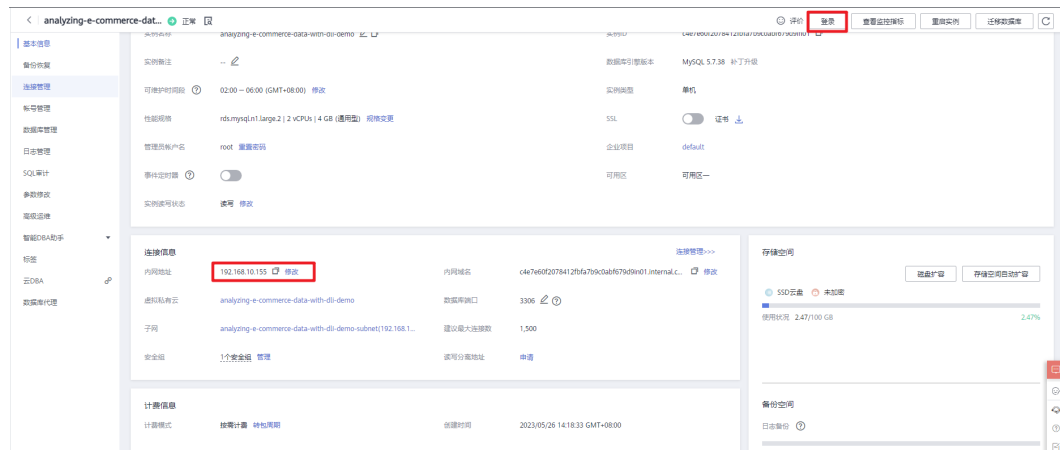 analyzing-e-commerce-dat... 正常 评价 登录 查看监控指标 重启实例 迁移数据库
基本信息
备份恢复
连接管理
帐号管理
数据库管理
日志管理
SQL审计
参数修改
高级运维
智能DBA助手
标签
云DBA
数据库代理
实例名称 analyzing-e-commerce-data-with-dli-demo 实例ID
实例备注 -- 数据库引擎版本 MySQL 5.7.38 补丁升级
可维护时间段 02:00 — 06:00 (GMT+08:00) 修改 实例类型 单机
性能规格 rds.mysql.n1.large.2 | 2 vCPUs | 4 GB (通用型) 规格变更 SSL 证书
管理员帐户名 root 重置密码 企业项目 default
事件定时器 可用区 可用区一
实例读写状态 读写 修改
连接信息 连接管理>>>
内网地址 192.168.10.155 修改 内网域名 c4e7e60f2078412fbfa7b9c0abf679d9in01.internal.c... 修改
虚拟私有云 analyzing-e-commerce-data-with-dli-demo 数据库端口 3306
子网 analyzing-e-commerce-data-with-dli-demo-subnet(192.168.1... 建议最大连接数 1,500
安全组 1个安全组 管理 读写分离地址 申请
计费信息
计费模式 按需计费 转包周期 创建时间 2023/05/26 14:18:33 GMT+08:00
存储空间
磁盘扩容 存储空间自动扩容
SSD云盘 未加密
使用状况 2.47/100 GB 2.47%
备份空间
日志备份